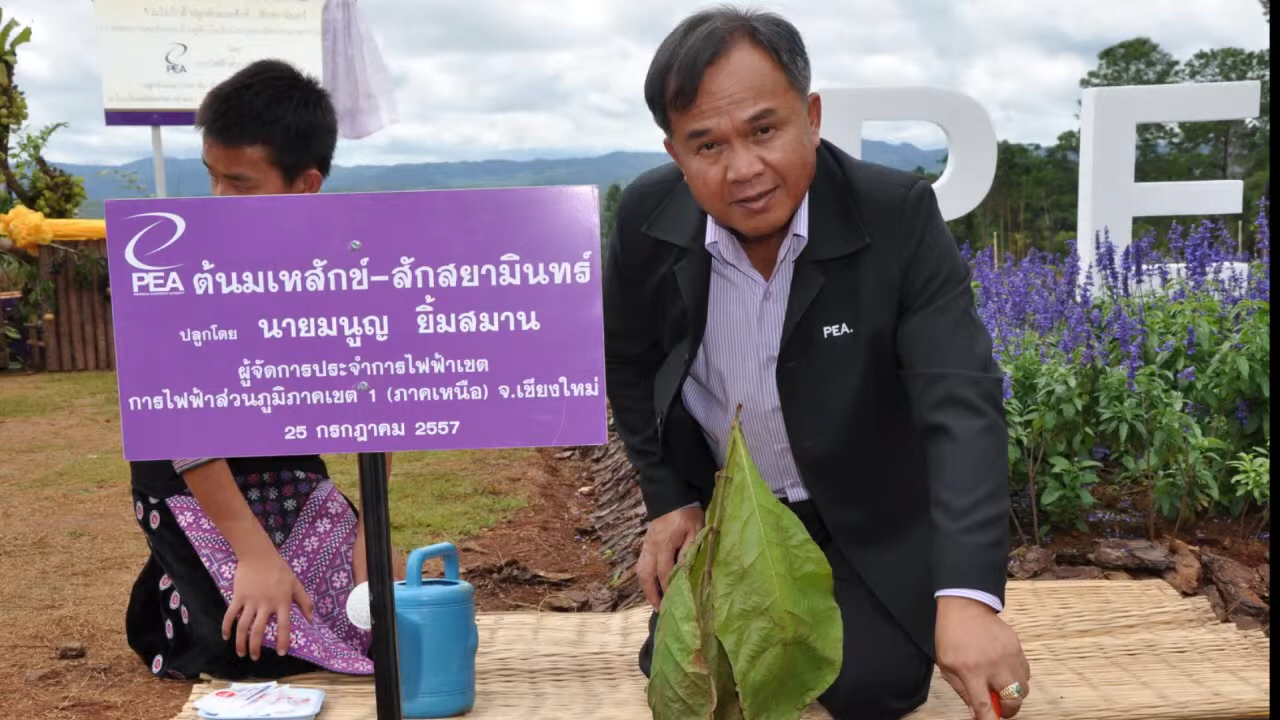 PEA
PEA ต้นมเหสักข์-สักสยามินทร์
ปลูกโดย นายมนูญ ยิ้มสมาน
ผู้จัดการประจำการไฟฟ้าเขต
การไฟฟ้าส่วนภูมิภาคเขต 1 (ภาคเหนือ) จ.เชียงใหม่
25 กรกฎาคม 2557
PEA.
PE